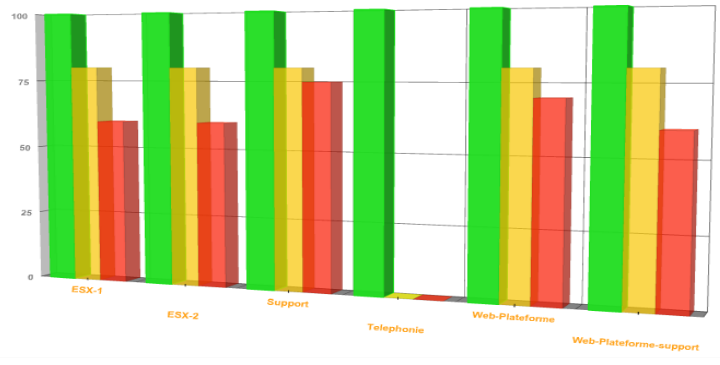 100
75
50
25
0
ESX-1
ESX-2
Support
Telephonie
Web-Plateforme
Web-Plateforme-support